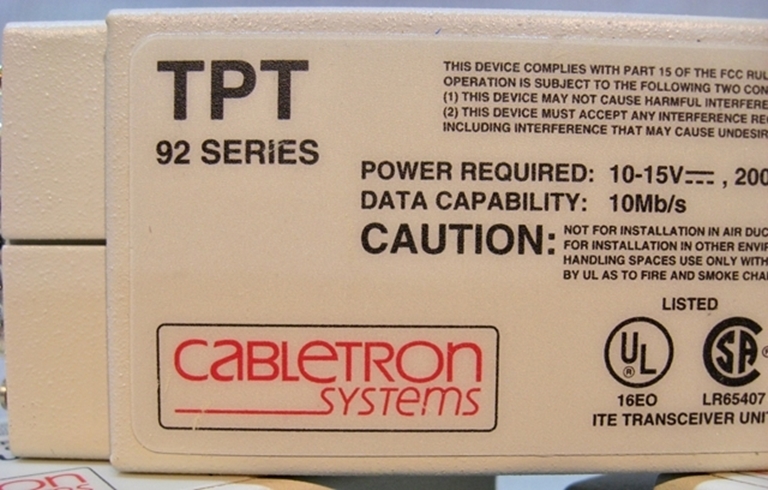 TPT
92 SERIES
THIS DEVICE COMPLIES WITH PART 15 OF THE FCC
OPERATION IS SUBJECT TO THE FOLLOWING TWO
(1) THIS DEVICE MAY NOT CAUSE HARMFUL
(2) THIS DEVICE MUST ACCEPT ANY INTERFERENCE
INCLUDING INTERFERENCE THAT MAY CAUSE
POWER REQUIRED: 10-15V⎓, 200
DATA CAPABILITY: 10Mb/s
CAUTION:
NOT FOR INSTALLATION IN AIR
FOR INSTALLATION IN OTHER
HANDLING SPACES USE ONLY WITH
BY UL AS TO FIRE AND SMOKE
LISTED
UL ®
16EO
SA
LR65407
ITE TRANSCEIVER
CABLETRON
SYSTEMS